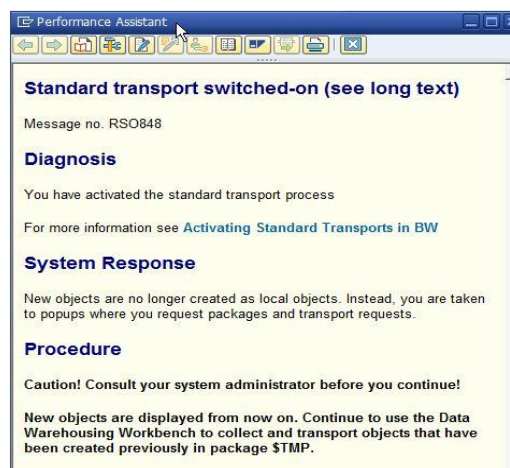 Performance Assistant
Standard transport switched-on (see long text)
Message no. RSO848
Diagnosis
You have activated the standard transport process
For more information see Activating Standard Transports in BW
System Response
New objects are no longer created as local objects. Instead, you are taken
to popups where you request packages and transport requests.
Procedure
Caution! Consult your system administrator before you continue!
New objects are displayed from now on. Continue to use the Data
Warehousing Workbench to collect and transport objects that have
been created previously in package $TMP.